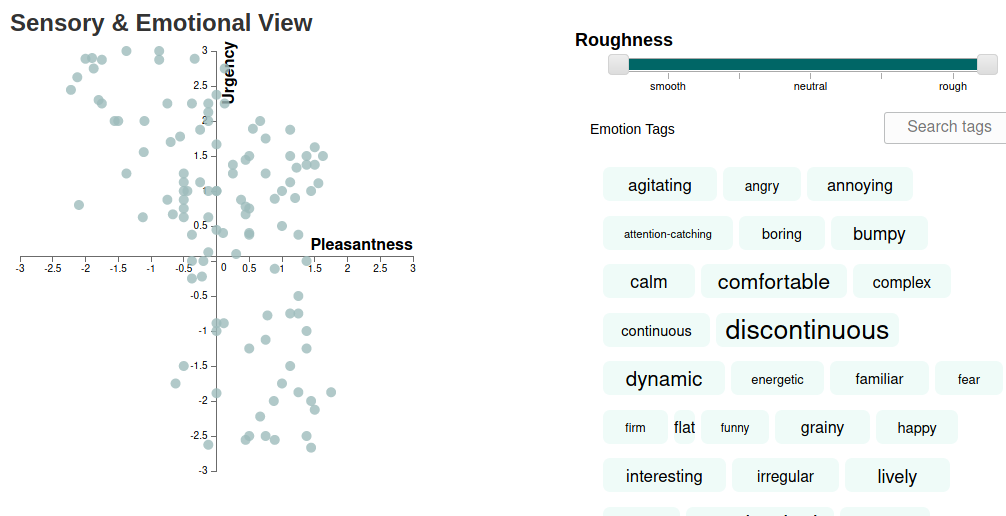 Sensory & Emotional View
Urgency
3
2.5
2
1.5
1
0.5
-0.5
-1
-1.5
-2
-2.5
-3
Pleasantness
-3 -2.5 -2 -1.5 -1 -0.5 0 0.5 1 1.5 2 2.5 3
Roughness
smooth neutral rough
Emotion Tags Search tags
agitating angry annoying
attention-catching boring bumpy
calm comfortable complex
continuous discontinuous
dynamic energetic familiar fear
firm flat funny grainy happy
interesting irregular lively